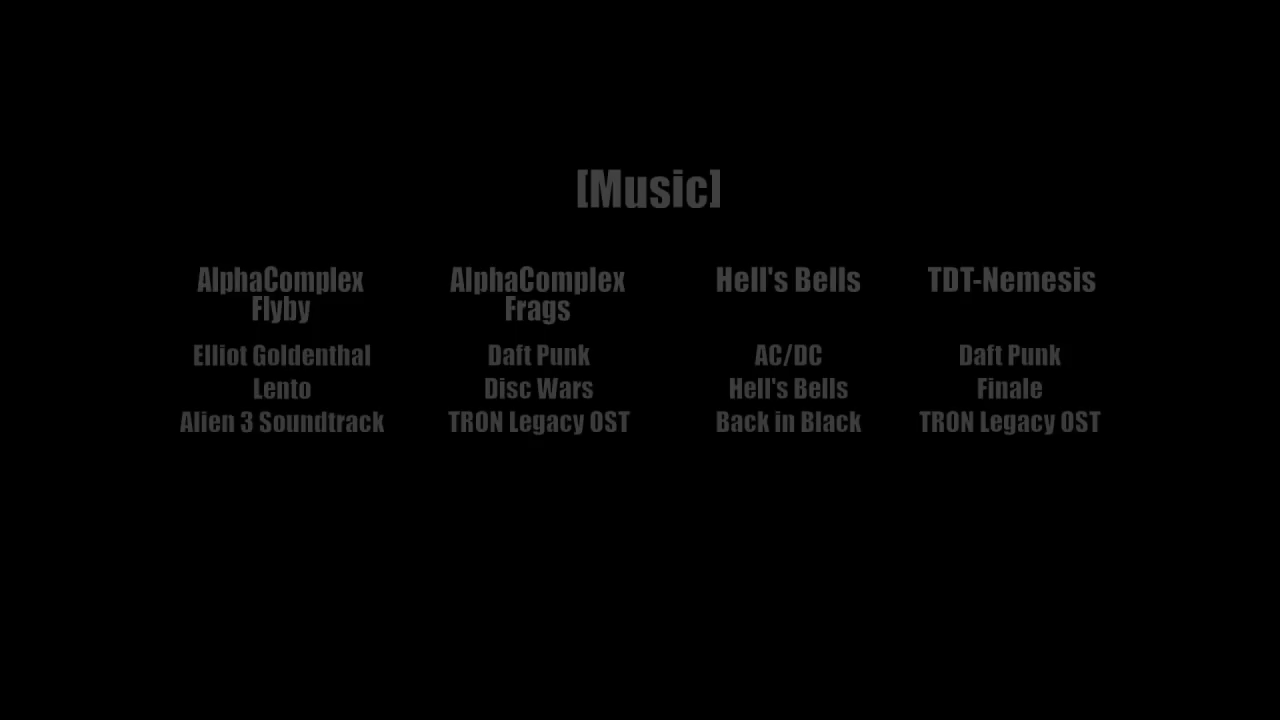 [Music]
AlphaComplex
Flyby
Elliot Goldenthal
Lento
Alien 3 Soundtrack
AlphaComplex
Frags
Daft Punk
Disc Wars
TRON Legacy OST
Hell's Bells
AC/DC
Hell's Bells
Back in Black
TDT-Nemesis
Daft Punk
Finale
TRON Legacy OST